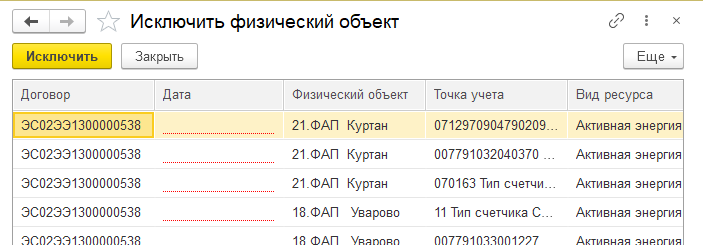 Исключить физический объект
Исключить Закрыть Еще
Договор Дата Физический объект Точка учета Вид ресурса
ЭС02ЭЭ1300000538 21.ФАП Куртан 0712970904790209... Активная энергия
ЭС02ЭЭ1300000538 21.ФАП Куртан 007791032040370 ... Активная энергия
ЭС02ЭЭ1300000538 21.ФАП Куртан 070163 Тип счетчи... Активная энергия
ЭС02ЭЭ1300000538 18.ФАП Уварово 11 Тип счетчика С... Активная энергия
ЭС02ЭЭ1300000538 18.ФАП Уварово 007791033001227 Активная энергия